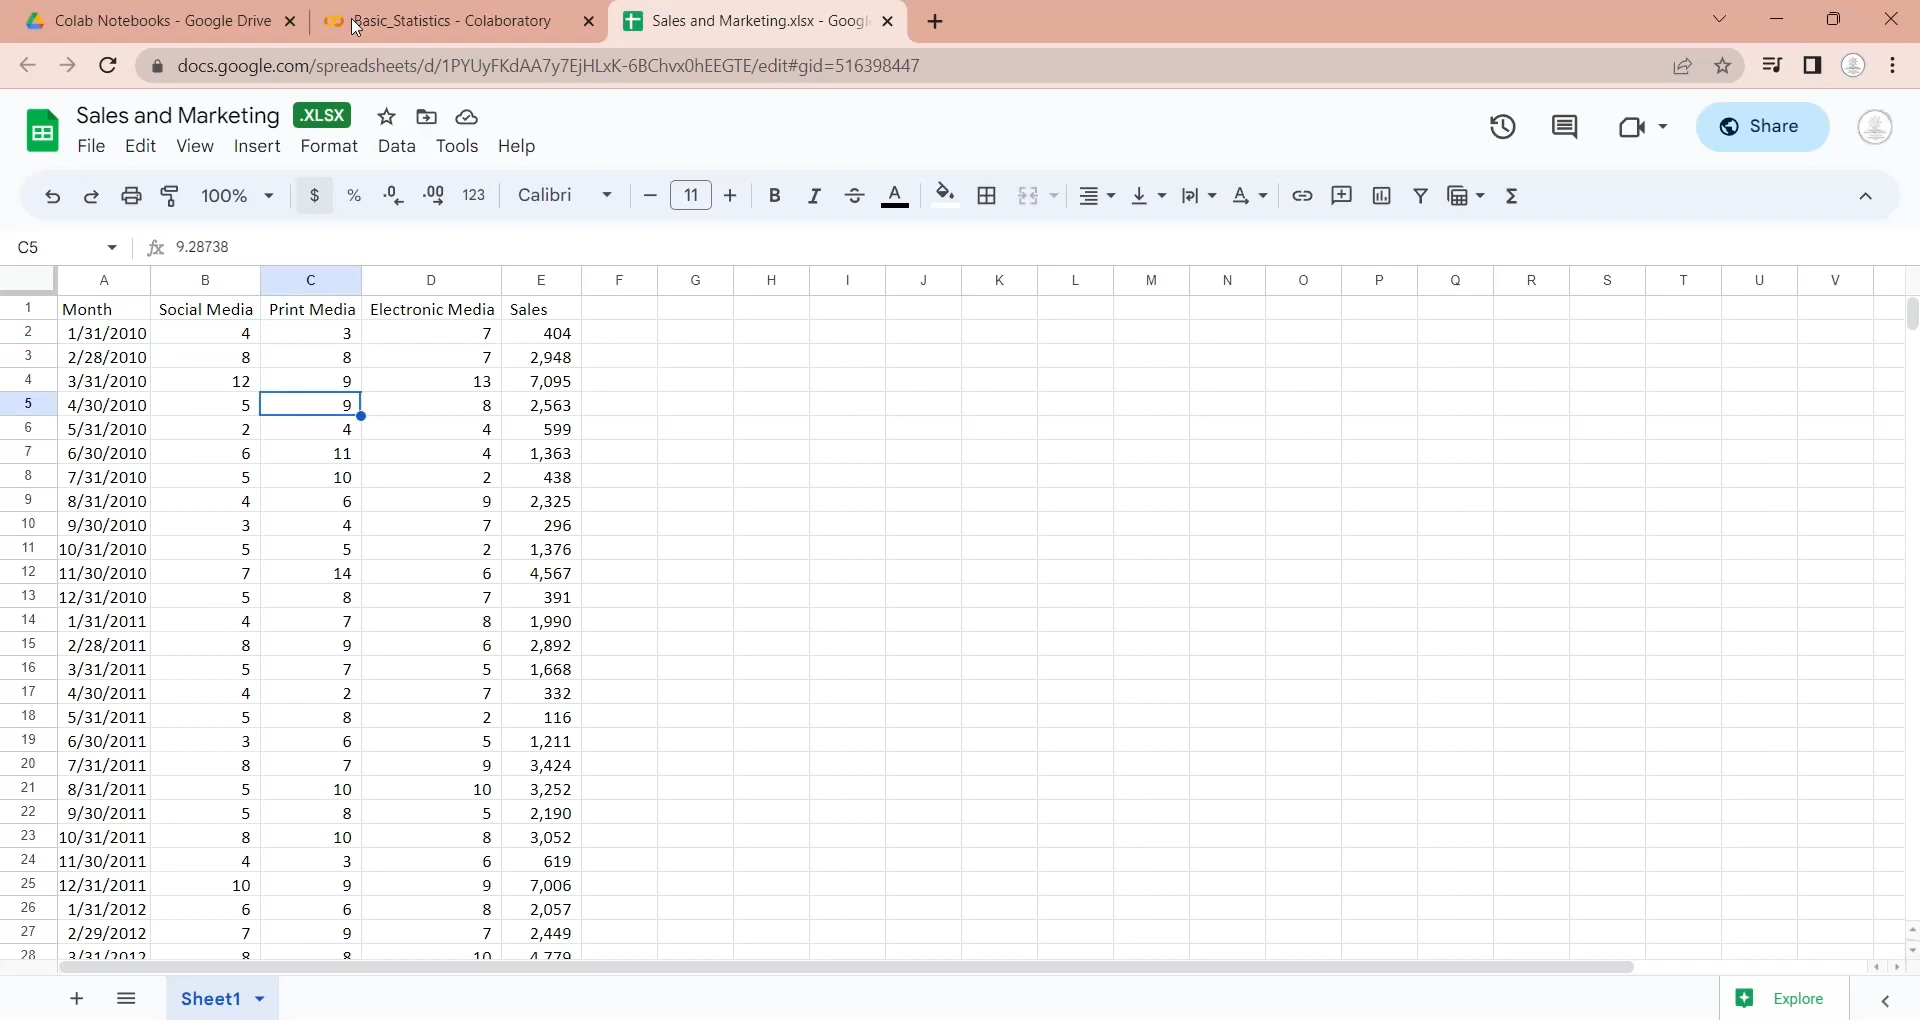 Colab Notebooks - Google Drive
Basic_Statistics - Colaboratory
Sales and Marketing.xlsx - Googl
docs.google.com/spreadsheets/d/1PYUyFKdAA7y7EjHLxK-6BChvx0hEEGTE/edit#gid=516398447
Sales and Marketing .XLSX
File Edit View Insert Format Data Tools Help
Share
100% $ % .0 .00 123 Calibri 11 B I S A Σ
C5 fx 9.28738
A B C D E F G H I J K L M N O P Q R S T U V
1 Month Social Media Print Media Electronic Media Sales
2 1/31/2010 4 3 7 404
3 2/28/2010 8 8 7 2,948
4 3/31/2010 12 9 13 7,095
5 4/30/2010 5 9 8 2,563
6 5/31/2010 2 4 4 599
7 6/30/2010 6 11 4 1,363
8 7/31/2010 5 10 2 438
9 8/31/2010 4 6 9 2,325
10 9/30/2010 3 4 7 296
11 10/31/2010 5 5 2 1,376
12 11/30/2010 7 14 6 4,567
13 12/31/2010 5 8 7 391
14 1/31/2011 4 7 8 1,990
15 2/28/2011 8 9 6 2,892
16 3/31/2011 5 7 5 1,668
17 4/30/2011 4 2 7 332
18 5/31/2011 5 8 2 116
19 6/30/2011 3 6 5 1,211
20 7/31/2011 8 7 9 3,424
21 8/31/2011 5 10 10 3,252
22 9/30/2011 5 8 5 2,190
23 10/31/2011 8 10 8 3,052
24 11/30/2011 4 3 6 619
25 12/31/2011 10 9 9 7,006
26 1/31/2012 6 6 8 2,057
27 2/29/2012 7 9 7 2,449
28 3/31/2012 8 8 10 4,779
Sheet1
Explore